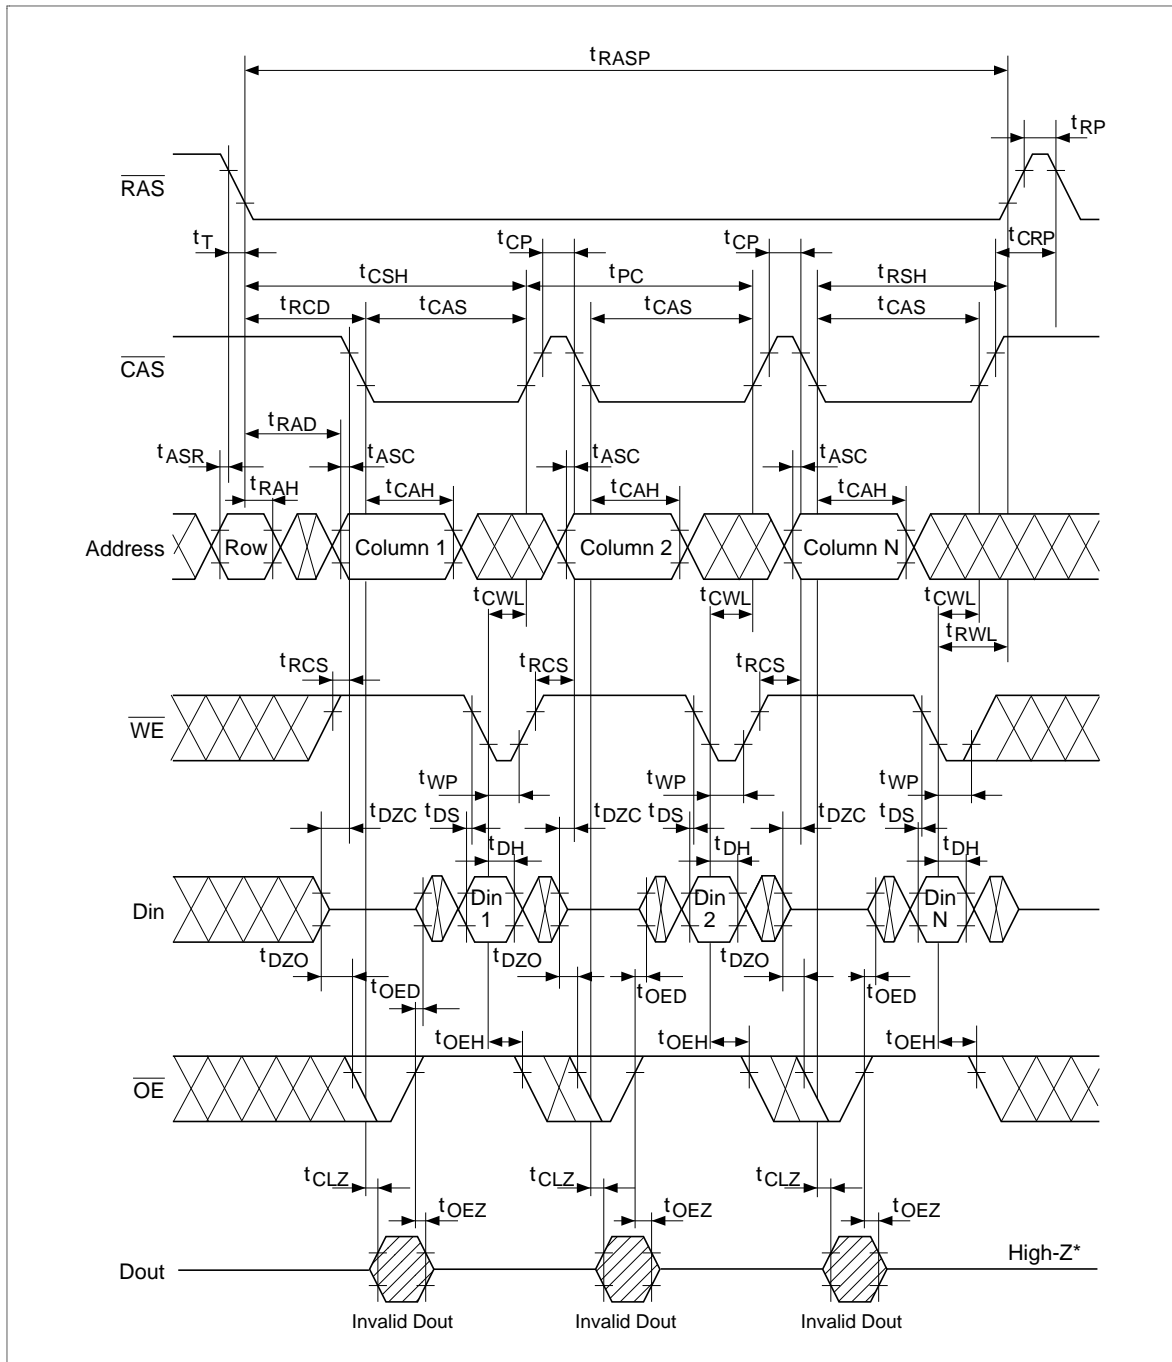 tRASP
tRP
RAS
tT
tCP
tCP
tCRP
tCSH
tPC
tRSH
tRCD
tCAS
tCAS
tCAS
CAS
tRAD
tASR
tASC
tASC
tASC
tRAH
tCAH
tCAH
tCAH
Address
Row
Column 1
Column 2
Column N
tCWL
tCWL
tCWL
tRWL
tRCS
tRCS
tRCS
WE
tWP
tWP
tWP
tDZC
tDS
tDZC
tDS
tDZC
tDS
tDH
tDH
tDH
Din
Din 1
Din 2
Din N
tDZO
tDZO
tDZO
tOED
tOED
tOED
tOEH
tOEH
tOEH
OE
tCLZ
tCLZ
tCLZ
tOEZ
tOEZ
tOEZ
Dout
High-Z*
Invalid Dout
Invalid Dout
Invalid Dout